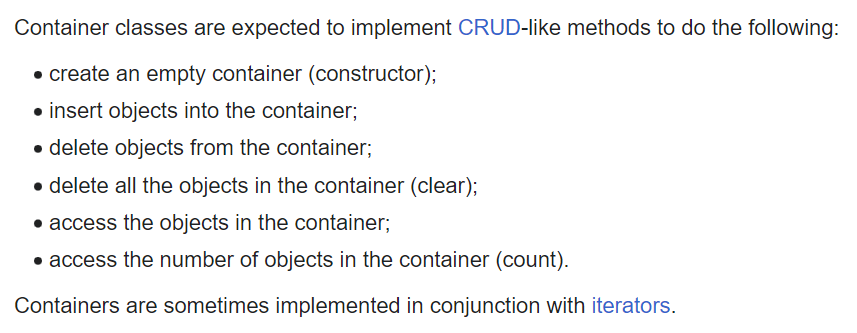 Container classes are expected to implement CRUD-like methods to do the following:
• create an empty container (constructor);
• insert objects into the container;
• delete objects from the container;
• delete all the objects in the container (clear);
• access the objects in the container;
• access the number of objects in the container (count).
Containers are sometimes implemented in conjunction with iterators.